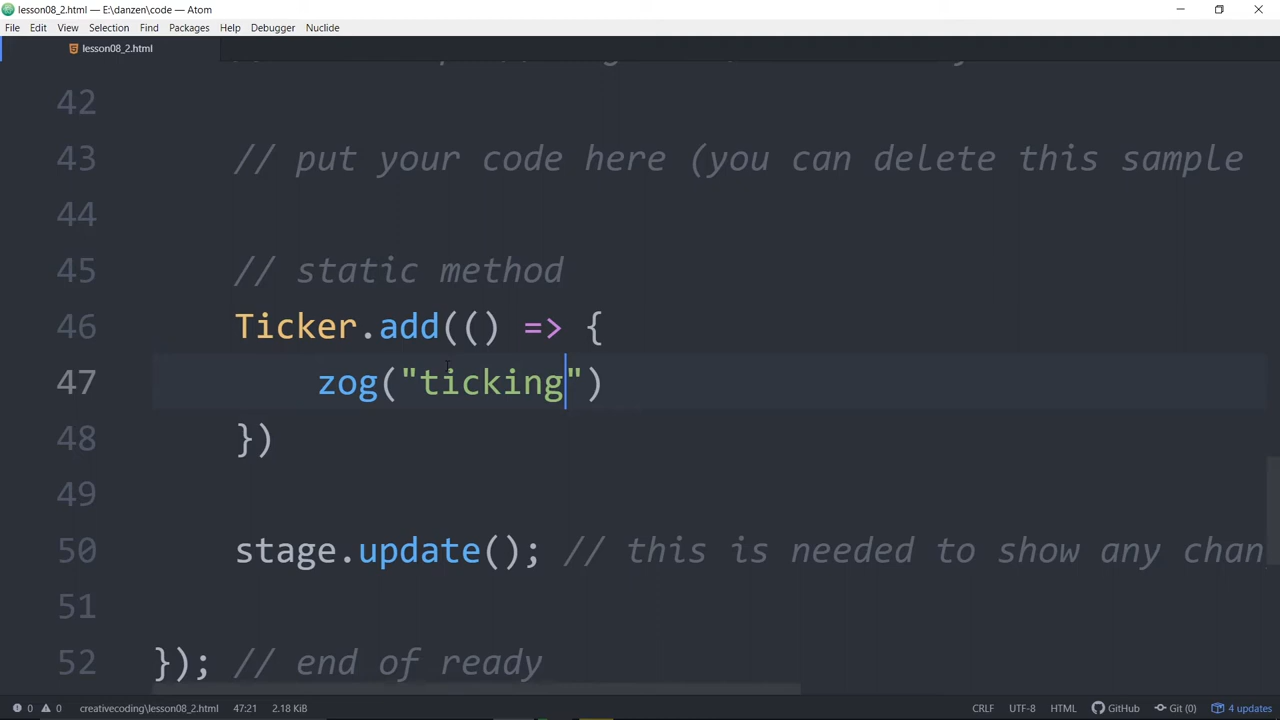 lesson08_2.html — E:\danzen\code — Atom
File Edit View Selection Find Packages Help Debugger Nuclide
lesson08_2.html
42
43 // put your code here (you can delete this sample
44
45 // static method
46 Ticker.add(() => {
47 zog("ticking")
48 })
49
50 stage.update(); // this is needed to show any chan
51
52 }); // end of ready
0 0 creativecoding\lesson08_2.html 47:21 2.18 KiB CRLF UTF-8 HTML GitHub Git (0) 4 updates